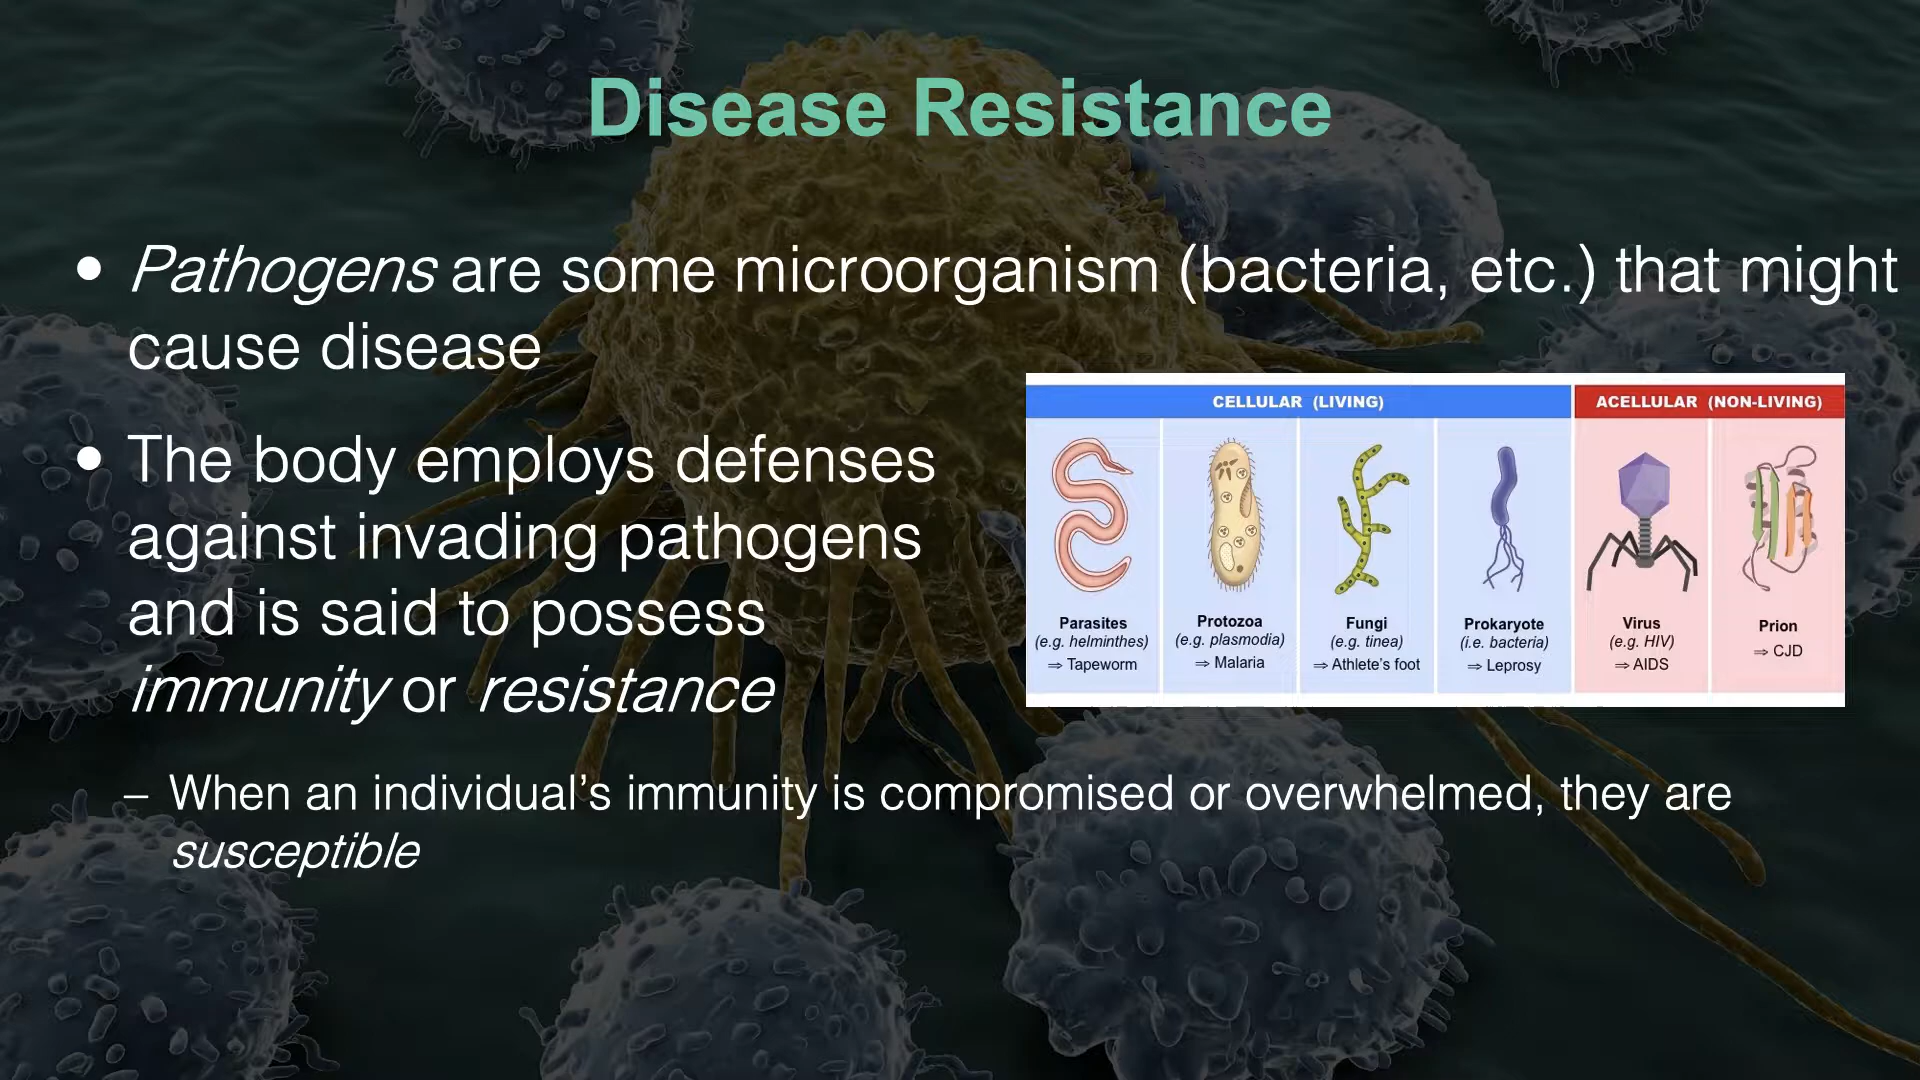 Disease Resistance
• Pathogens are some microorganism (bacteria, etc.) that might
cause disease
• The body employs defenses
against invading pathogens
and is said to possess
immunity or resistance
– When an individual’s immunity is compromised or overwhelmed, they are
susceptible
CELLULAR (LIVING)
ACELLULAR (NON-LIVING)
Parasites
(e.g. helminthes)
⇒ Tapeworm
Protozoa
(e.g. plasmodia)
⇒ Malaria
Fungi
(e.g. tinea)
⇒ Athlete’s foot
Prokaryote
(i.e. bacteria)
⇒ Leprosy
Virus
(e.g. HIV)
⇒ AIDS
Prion
⇒ CJD